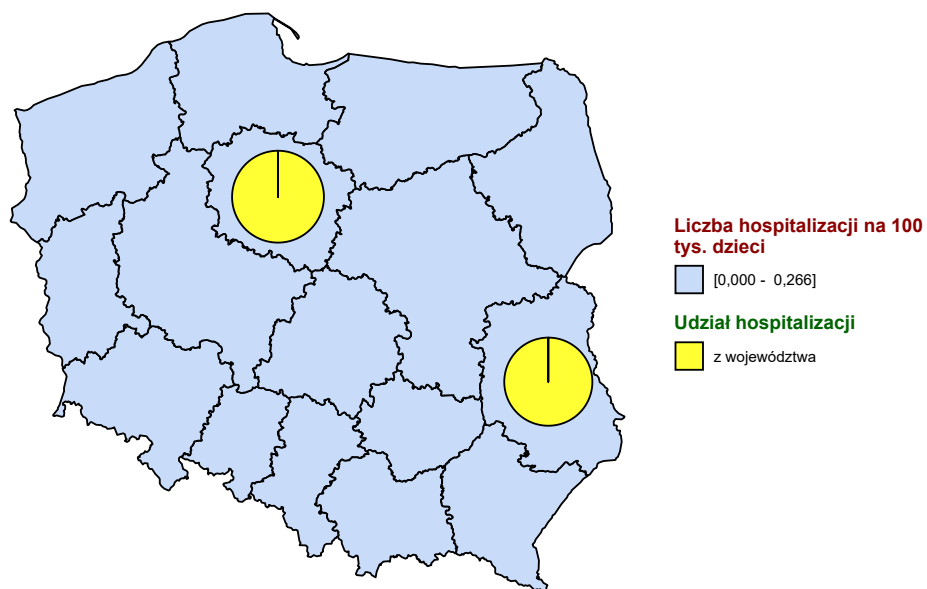 Liczba hospitalizacji na 100
tys. dzieci
[0,000 - 0,266]
Udział hospitalizacji
z województwa